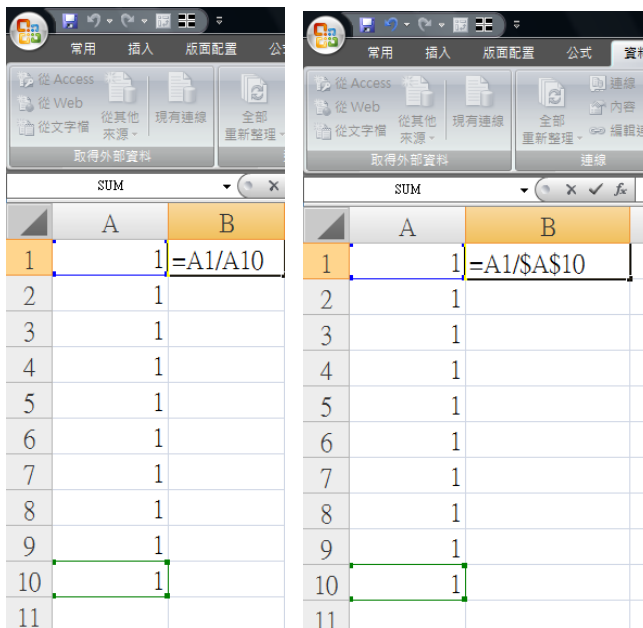 常用 插入 版面配置 公
從 Access
從 Web
從文字檔
從其他
來源
現有連線
全部
重新整理
取得外部資料
SUM
A B
1 1 =A1/A10
2 1
3 1
4 1
5 1
6 1
7 1
8 1
9 1
10 1
11
常用 插入 版面配置 公式 資料
從 Access
從 Web
從文字檔
從其他
來源
現有連線
全部
重新整理
連線
內容
編輯
取得外部資料 連線
SUM fx
A B
1 1 =A1/$A$10
2 1
3 1
4 1
5 1
6 1
7 1
8 1
9 1
10 1
11